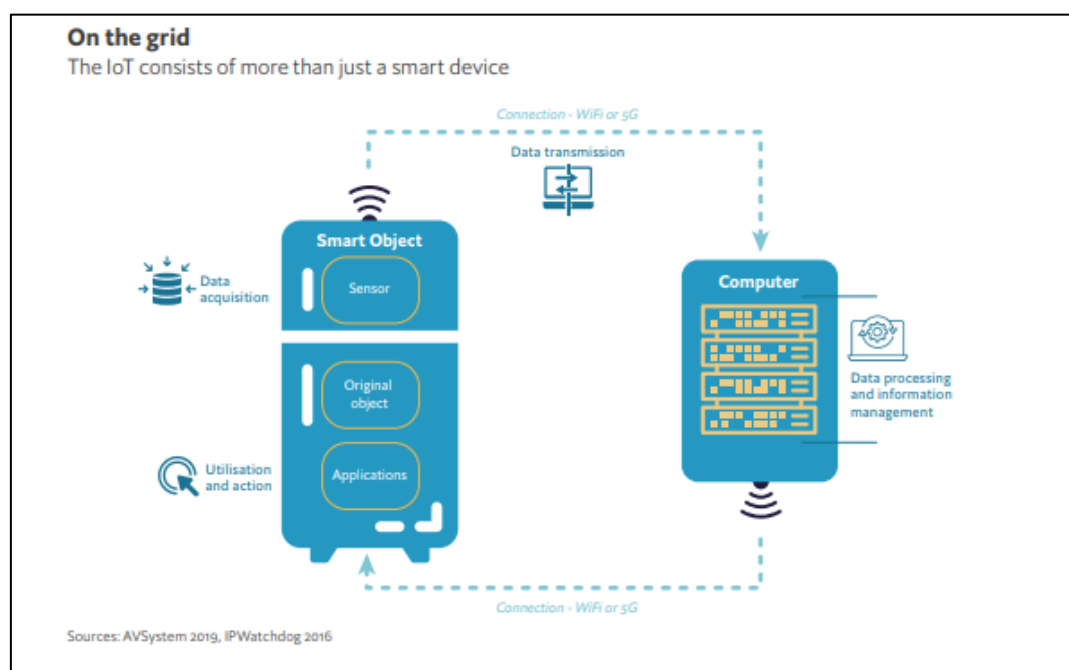 On the grid
The IoT consists of more than just a smart device
Connection - WiFi or 5G
Data transmission
Smart Object
Sensor
Data
acquisition
Computer
Original
object
Data processing
and information
management
Utilisation
and action
Applications
Connection - WiFi or 5G
Sources: AVSystem 2019, IPWatchdog 2016